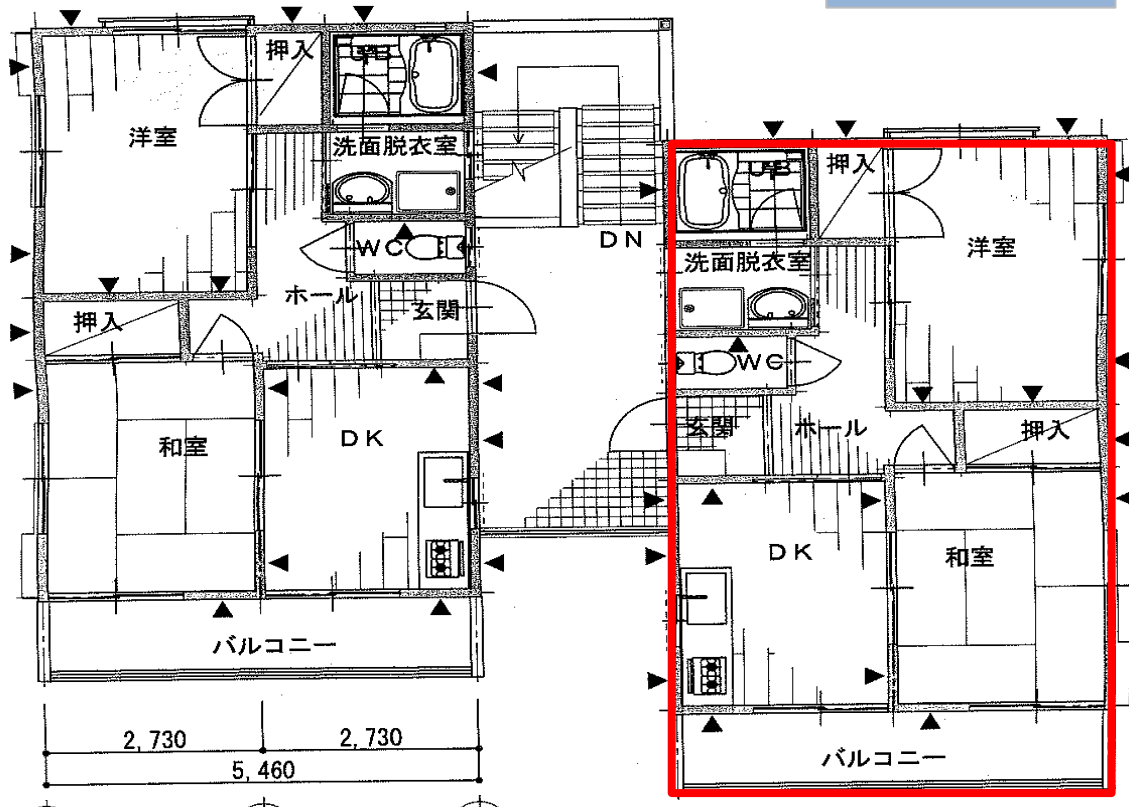 押入
洋室
洗面脱衣室
WC
ホール
玄関
押入
和室
DK
バルコニー
2,730
2,730
5,460
DN
UB
押入
洋室
洗面脱衣室
WC
玄関
ホール
押入
DK
和室
バルコニー